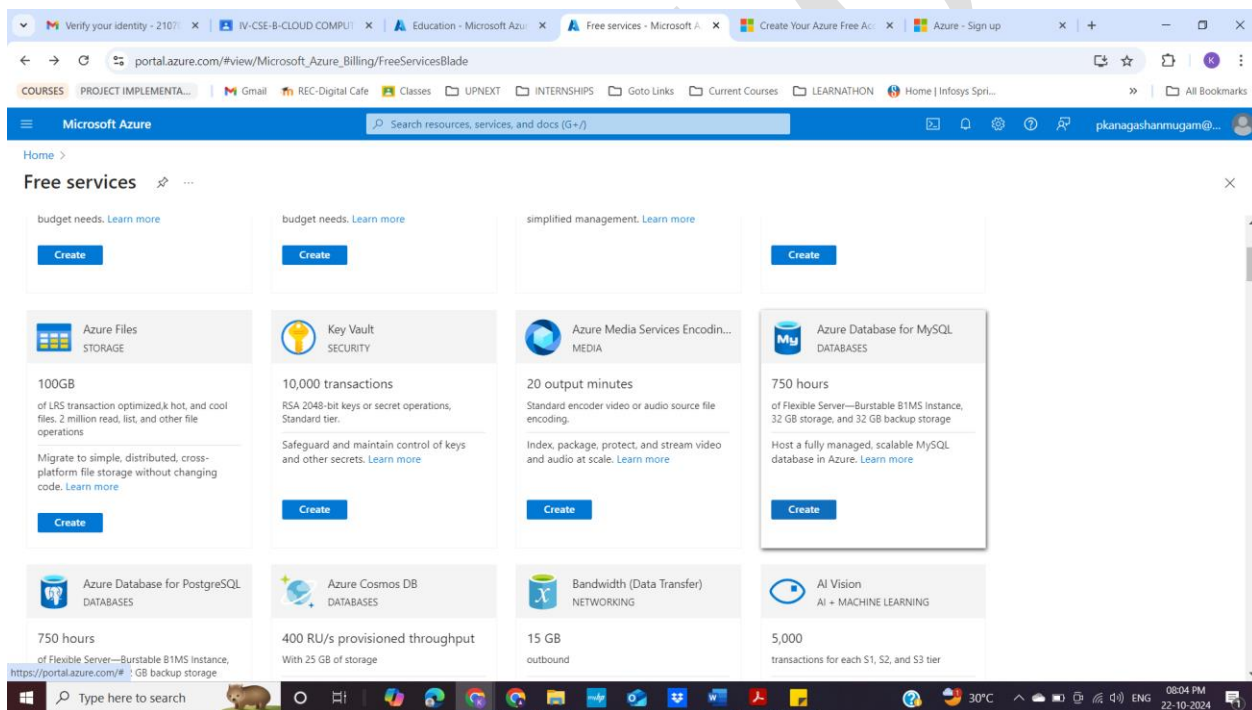 Verify your identity - 2107
IV-CSE-B-CLOUD COMPUT
Education - Microsoft Azu
Free services - Microsoft A
Create Your Azure Free Ac
Azure - Sign up
portal.azure.com/#view/Microsoft_Azure_Billing/FreeServicesBlade
K
COURSES PROJECT IMPLEMENTA... Gmail REC-Digital Cafe Classes UPNEXT INTERNSHIPS Goto Links Current Courses LEARNATHON Home | Infosys Spri... » All Bookmarks
Microsoft Azure Search resources, services, and docs (G+/) pkanagashanmugam@...
Home >
Free services ...
budget needs. Learn more
Create
budget needs. Learn more
Create
simplified management. Learn more
Create
Azure Files
STORAGE
100GB
of LRS transaction optimized,k hot, and cool
files. 2 million read, list, and other file
operations
Migrate to simple, distributed, cross-
platform file storage without changing
code. Learn more
Create
Key Vault
SECURITY
10,000 transactions
RSA 2048-bit keys or secret operations,
Standard tier.
Safeguard and maintain control of keys
and other secrets. Learn more
Create
Azure Media Services Encodin...
MEDIA
20 output minutes
Standard encoder video or audio source file
encoding.
Index, package, protect, and stream video
and audio at scale. Learn more
Create
My
Azure Database for MySQL
DATABASES
750 hours
of Flexible Server—Burstable B1MS Instance,
32 GB storage, and 32 GB backup storage
Host a fully managed, scalable MySQL
database in Azure. Learn more
Create
Azure Database for PostgreSQL
DATABASES
750 hours
of Flexible Server—Burstable B1MS Instance,
GB backup storage
Azure Cosmos DB
DATABASES
400 RU/s provisioned throughput
With 25 GB of storage
Bandwidth (Data Transfer)
NETWORKING
15 GB
outbound
AI Vision
AI + MACHINE LEARNING
5,000
transactions for each S1, S2, and S3 tier
https://portal.azure.com/#
Type here to search
30°C
ENG
08:04 PM
22-10-2024